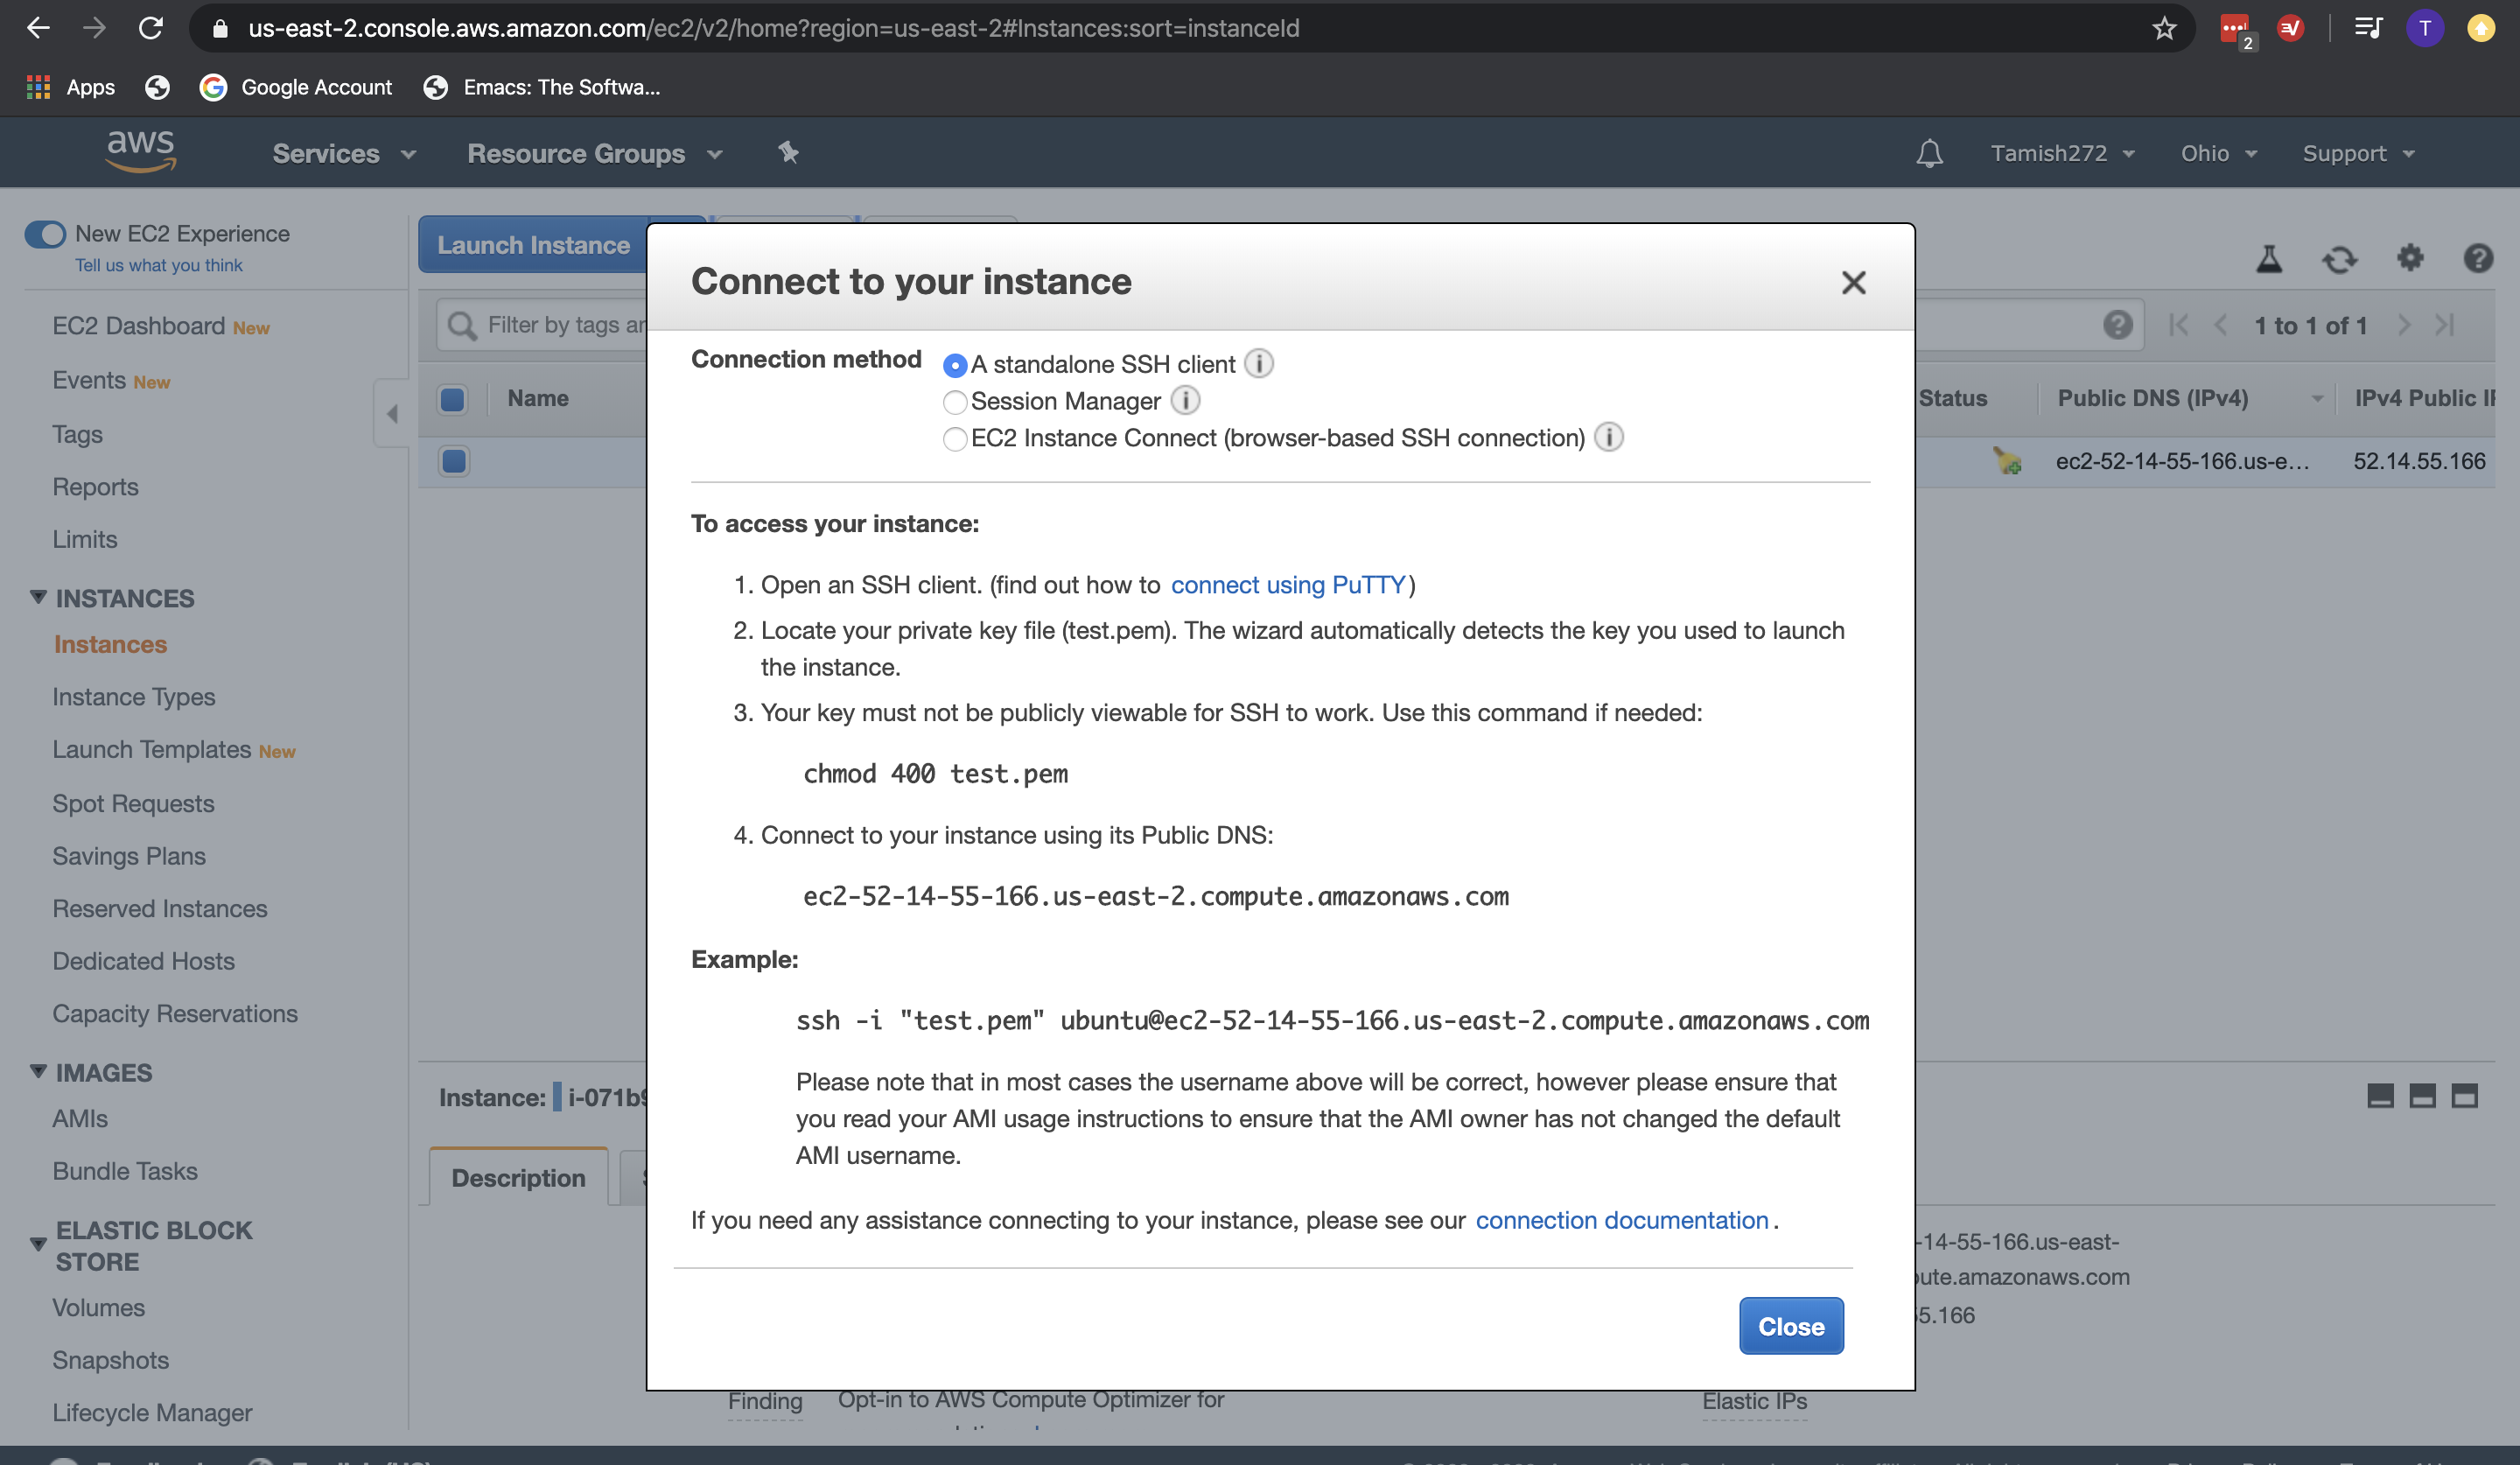 us-east-2.console.aws.amazon.com/ec2/v2/home?region=us-east-2#Instances:sort=instanceId
2
T
Apps
Google Account
Emacs: The Softwa...
aws
Services
Resource Groups
Tamish272
Ohio
Support
New EC2 Experience
Tell us what you think
EC2 Dashboard New
Events New
Tags
Reports
Limits
INSTANCES
Instances
Instance Types
Launch Templates New
Spot Requests
Savings Plans
Reserved Instances
Dedicated Hosts
Capacity Reservations
IMAGES
AMIs
Bundle Tasks
ELASTIC BLOCK
STORE
Volumes
Snapshots
Lifecycle Manager
Launch Instance
Filter by tags
1 to 1 of 1
Name
Status
Public DNS (IPv4)
IPv4 Public
ec2-52-14-55-166.us-e...
52.14.55.166
Connect to your instance
Connection method
A standalone SSH client
Session Manager
EC2 Instance Connect (browser-based SSH connection)
To access your instance:
1. Open an SSH client. (find out how to connect using PuTTY)
2. Locate your private key file (test.pem). The wizard automatically detects the key you used to launch
the instance.
3. Your key must not be publicly viewable for SSH to work. Use this command if needed:
chmod 400 test.pem
4. Connect to your instance using its Public DNS:
ec2-52-14-55-166.us-east-2.compute.amazonaws.com
Example:
ssh -i "test.pem" ubuntu@ec2-52-14-55-166.us-east-2.compute.amazonaws.com
Please note that in most cases the username above will be correct, however please ensure that
you read your AMI usage instructions to ensure that the AMI owner has not changed the default
AMI username.
If you need any assistance connecting to your instance, please see our connection documentation.
Close
Instance: i-071b9
Description
-14-55-166.us-east-
ute.amazonaws.com
5.166
Finding
Opt-in to AWS Compute Optimizer for
Elastic IPs